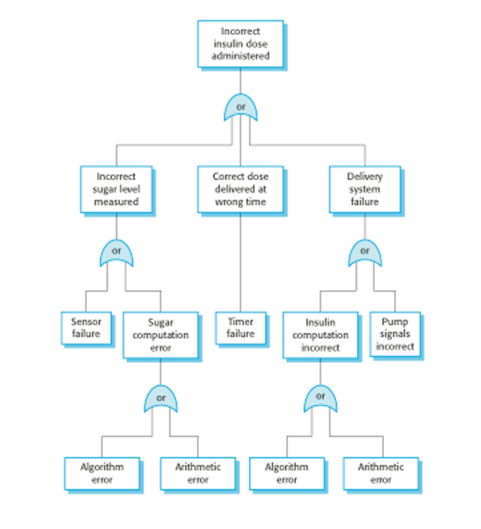 Incorrect
insulin dose
administered
or
Incorrect
sugar level
measured
Correct dose
delivered at
wrong time
Delivery
system
failure
or
or
Sensor
failure
Sugar
computation
error
Timer
failure
Insulin
computation
incorrect
Pump
signals
incorrect
or
or
Algorithm
error
Arithmetic
error
Algorithm
error
Arithmetic
error